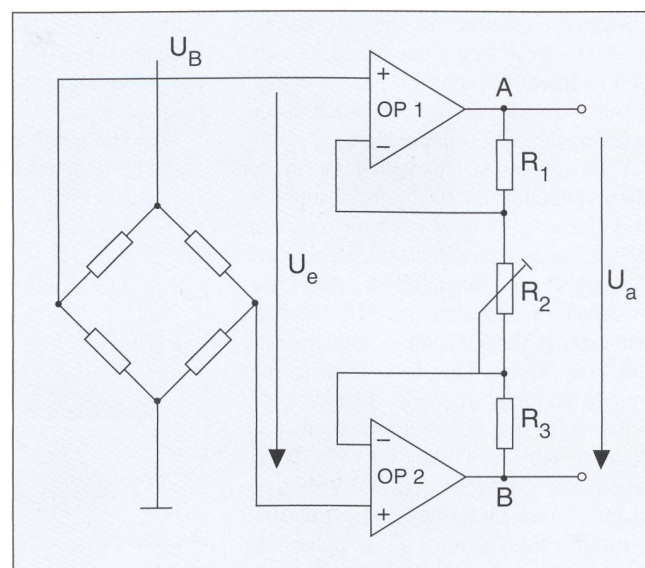 U_B
+
OP 1
−
A
R_1
U_e
R_2
U_a
R_3
−
OP 2
+
B